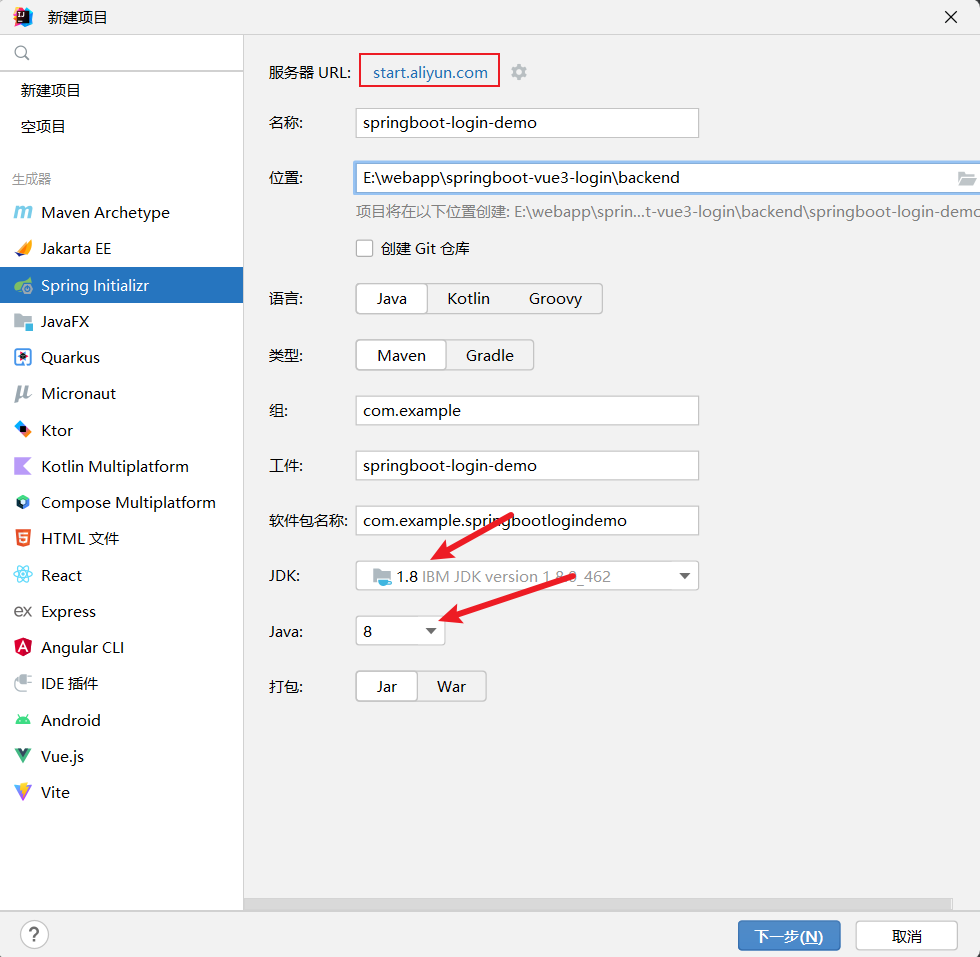 新建项目
新建项目
空项目
生成器
Maven Archetype
Jakarta EE
Spring Initializr
JavaFX
Quarkus
Micronaut
Ktor
Kotlin Multiplatform
Compose Multiplatform
HTML 文件
React
ex Express
Angular CLI
IDE 插件
Android
Vue.js
Vite
服务器 URL: start.aliyun.com
名称: springboot-login-demo
位置: E:\webapp\springboot-vue3-login\backend
项目将在以下位置创建: E:\webapp\sprin...t-vue3-login\backend\springboot-login-demo
创建 Git 仓库
语言: Java Kotlin Groovy
类型: Maven Gradle
组: com.example
工件: springboot-login-demo
软件包名称: com.example.springbootlogindemo
JDK: 1.8 IBM JDK version 1.8.0_462
Java: 8
打包: Jar War
? 下一步(N) 取消